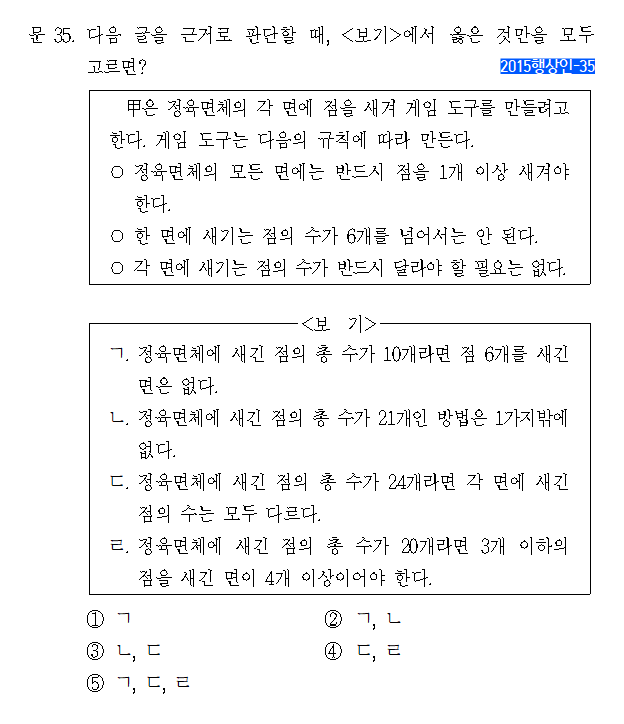 문 35. 다음 글을 근거로 판단할 때, <보기>에서 옳은 것만을 모두
고르면?
2015행상인-35
甲은 정육면체의 각 면에 점을 새겨 게임 도구를 만들려고
한다. 게임 도구는 다음의 규칙에 따라 만든다.
○ 정육면체의 모든 면에는 반드시 점을 1개 이상 새겨야
한다.
○ 한 면에 새기는 점의 수가 6개를 넘어서는 안 된다.
○ 각 면에 새기는 점의 수가 반드시 달라야 할 필요는 없다.
<보 기>
ㄱ. 정육면체에 새긴 점의 총 수가 10개라면 점 6개를 새긴
면은 없다.
ㄴ. 정육면체에 새긴 점의 총 수가 21개인 방법은 1가지밖에
없다.
ㄷ. 정육면체에 새긴 점의 총 수가 24개라면 각 면에 새긴
점의 수는 모두 다르다.
ㄹ. 정육면체에 새긴 점의 총 수가 20개라면 3개 이하의
점을 새긴 면이 4개 이상이어야 한다.
① ㄱ ② ㄱ, ㄴ
③ ㄴ, ㄷ ④ ㄷ, ㄹ
⑤ ㄱ, ㄷ, ㄹ